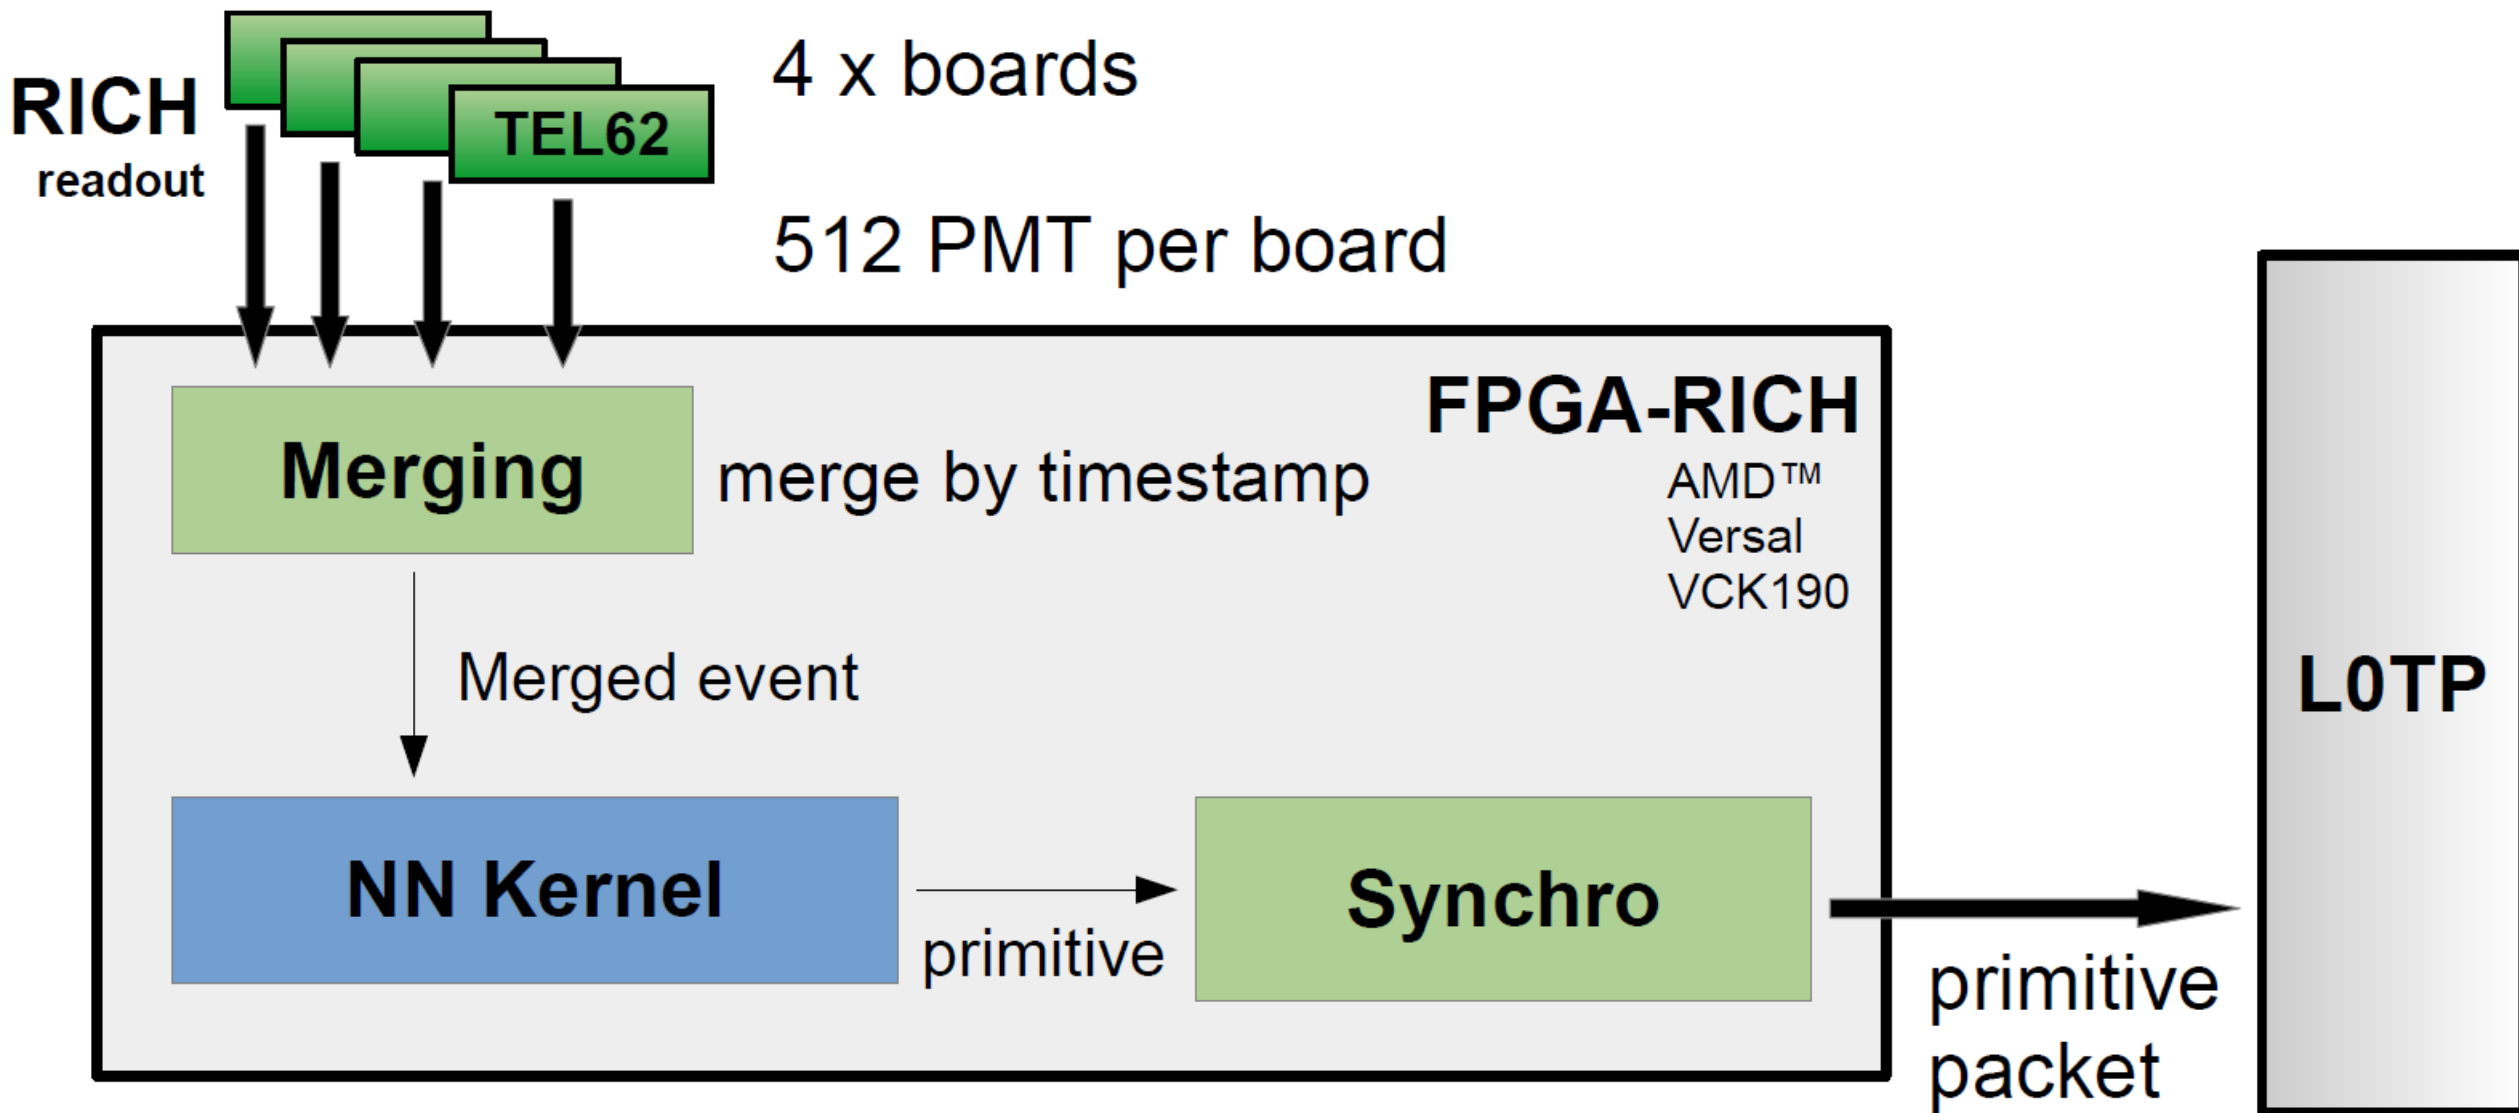 4 x boards
RICH
readout
TEL62
512 PMT per board
FPGA-RICH
AMD™
Versal
VCK190
Merging
merge by timestamp
Merged event
NN Kernel
primitive
Synchro
primitive
packet
L0TP